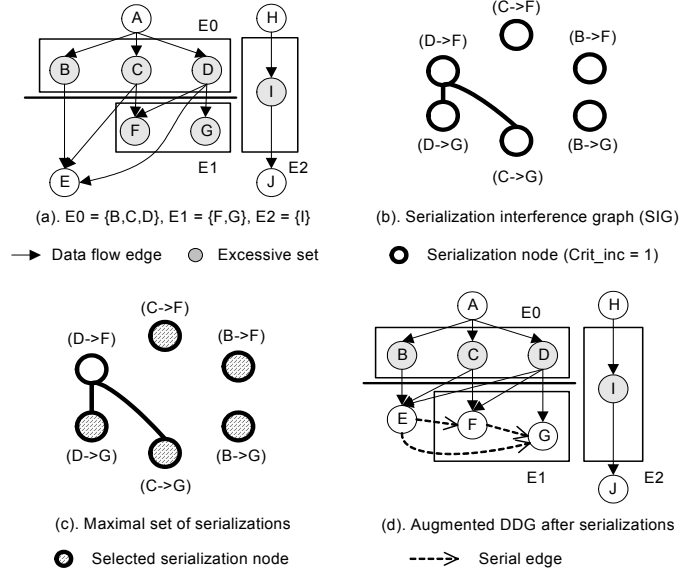 A H (C->F)
E0 (B->F)
(D->F)
B C D
I
F G
(D->G) (B->G)
E E1 J E2 (C->G)
(a). E0 = {B,C,D}, E1 = {F,G}, E2 = {I} (b). Serialization interference graph (SIG)
Data flow edge Excessive set Serialization node (Crit_inc = 1)
(C->F) A H
(D->F) (B->F) E0
B C D
I
E F G
(D->G) (B->G)
(C->G) E1 J E2
(c). Maximal set of serializations (d). Augmented DDG after serializations
Selected serialization node Serial edge